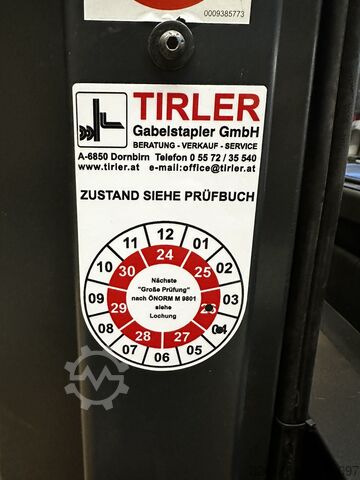 0009385773
TIRLER
Gabelstapler GmbH
BERATUNG - VERKAUF - SERVICE
A-6850 Dornbirn Telefon 0 55 72 / 35 540
www.tirler.at e-mail:office@tirler.at
ZUSTAND SIEHE PRÜFBUCH
12
01
02
03
04
05
06
07
08
09
10
11
24
25
27
28
29
30
Nächste
"Große Prüfung"
nach ÖNORM M 9801
siehe
Lochung